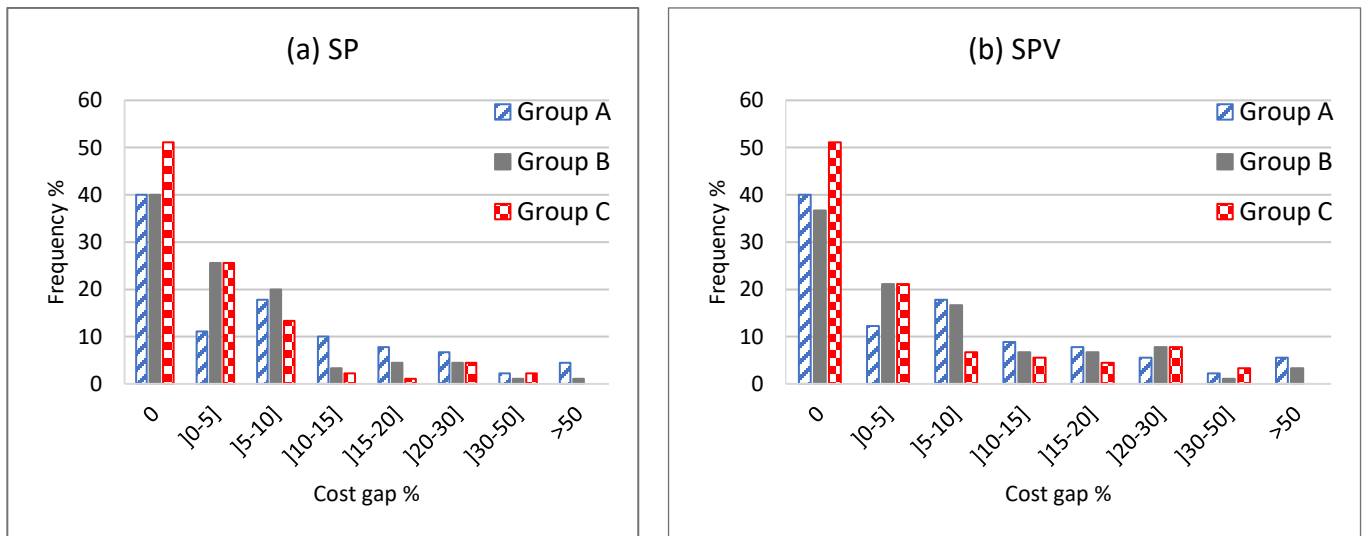 (a) SP
60
50
40
30
20
10
0
Frequency %
Group A
Group B
Group C
0
]0-5]
]5-10]
]10-15]
]15-20]
]20-30]
]30-50]
>50
Cost gap %
(b) SPV
60
50
40
30
20
10
0
Frequency %
Group A
Group B
Group C
0
]0-5]
]5-10]
]10-15]
]15-20]
]20-30]
]30-50]
>50
Cost gap %